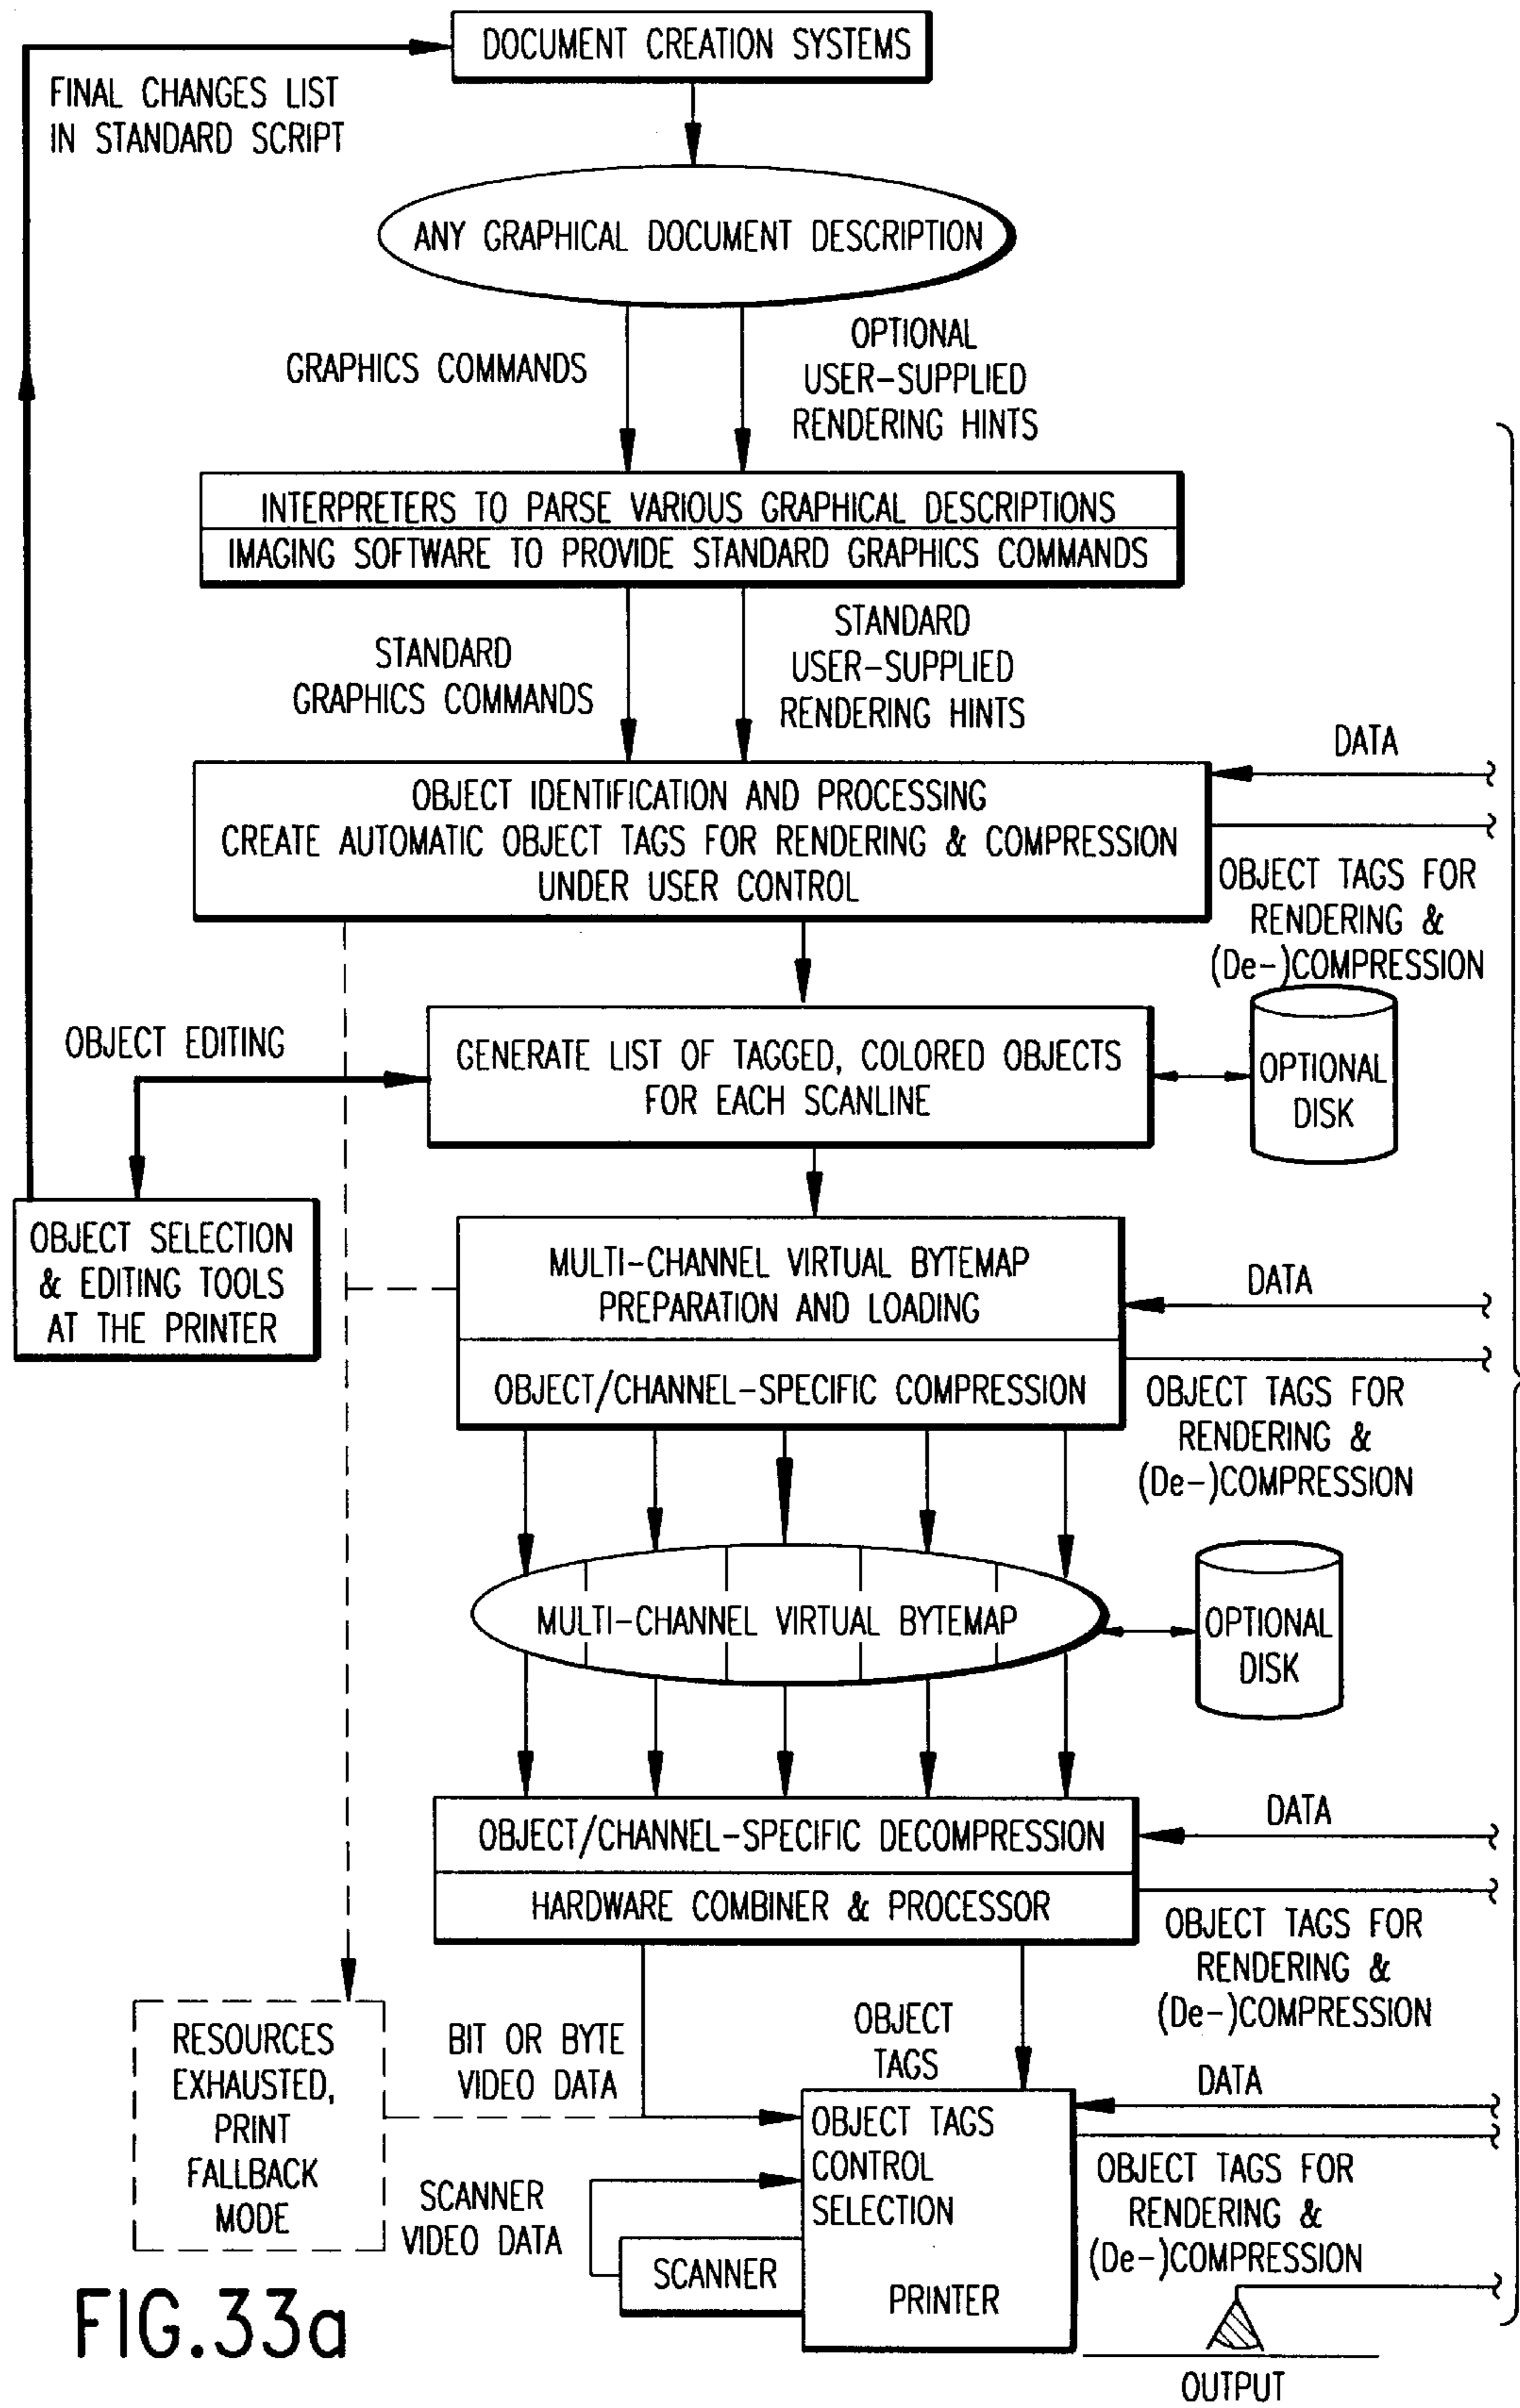 DOCUMENT CREATION SYSTEMS
FINAL CHANGES LIST
IN STANDARD SCRIPT
ANY GRAPHICAL DOCUMENT DESCRIPTION
GRAPHICS COMMANDS
OPTIONAL
USER-SUPPLIED
RENDERING HINTS
INTERPRETERS TO PARSE VARIOUS GRAPHICAL DESCRIPTIONS
IMAGING SOFTWARE TO PROVIDE STANDARD GRAPHICS COMMANDS
STANDARD
GRAPHICS COMMANDS
STANDARD
USER-SUPPLIED
RENDERING HINTS
DATA
OBJECT IDENTIFICATION AND PROCESSING
CREATE AUTOMATIC OBJECT TAGS FOR RENDERING & COMPRESSION
UNDER USER CONTROL
OBJECT TAGS FOR
RENDERING &
(De-)COMPRESSION
OBJECT EDITING
GENERATE LIST OF TAGGED, COLORED OBJECTS
FOR EACH SCANLINE
OPTIONAL
DISK
OBJECT SELECTION
& EDITING TOOLS
AT THE PRINTER
MULTI-CHANNEL VIRTUAL BYTEMAP
PREPARATION AND LOADING
DATA
OBJECT/CHANNEL-SPECIFIC COMPRESSION
OBJECT TAGS FOR
RENDERING &
(De-)COMPRESSION
MULTI-CHANNEL VIRTUAL BYTEMAP
OPTIONAL
DISK
OBJECT/CHANNEL-SPECIFIC DECOMPRESSION
DATA
HARDWARE COMBINER & PROCESSOR
OBJECT TAGS FOR
RENDERING &
(De-)COMPRESSION
RESOURCES
EXHAUSTED,
PRINT
FALLBACK
MODE
BIT OR BYTE
VIDEO DATA
OBJECT
TAGS
DATA
OBJECT TAGS
CONTROL
SELECTION
OBJECT TAGS FOR
RENDERING &
(De-)COMPRESSION
SCANNER
VIDEO DATA
SCANNER
PRINTER
OUTPUT
FIG.33a